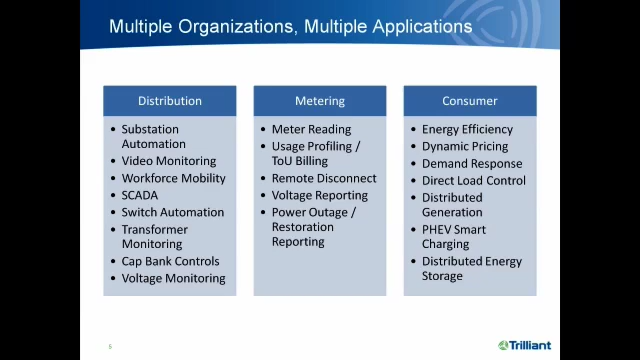 Multiple Organizations, Multiple Applications
Distribution
• Substation
Automation
• Video Monitoring
• Workforce Mobility
• SCADA
• Switch Automation
• Transformer
Monitoring
• Cap Bank Controls
• Voltage Monitoring
Metering
• Meter Reading
• Usage Profiling /
ToU Billing
• Remote Disconnect
• Voltage Reporting
• Power Outage /
Restoration
Reporting
Consumer
• Energy Efficiency
• Dynamic Pricing
• Demand Response
• Direct Load Control
• Distributed
Generation
• PHEV Smart
Charging
• Distributed Energy
Storage
5
Trilliant